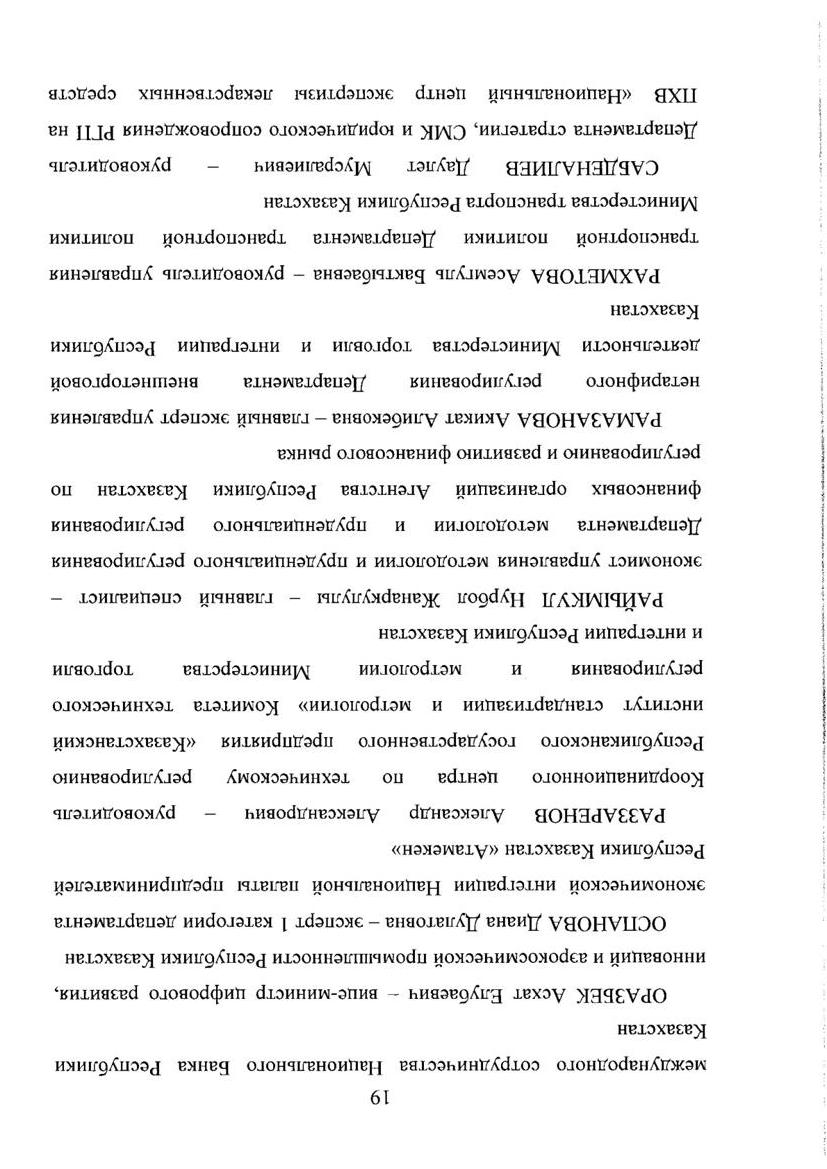 19
международного сотрудничества Национального Банка Республики
Казахстан
ОРАЗБЕК Асхат Елубаевич – вице-министр цифрового развития,
инноваций и аэрокосмической промышленности Республики Казахстан
ОСПАНОВА Диана Дулатовна – эксперт 1 категории департамента
экономической интеграции Национальной палаты предпринимателей
Республики Казахстан «Атамекен»
РАЗЗАРЕНОВ Александр Александрович – руководитель
Координационного центра по техническому регулированию
Республиканского государственного предприятия «Казахстанский
институт стандартизации и метрологии» Комитета технического
регулирования и метрологии Министерства торговли
и интеграции Республики Казахстан
РАЙЫМКУЛ Нурбол Жанаркулулы – главный специалист –
экономист управления методологии и пруденциального регулирования
Департамента методологии и пруденциального регулирования
финансовых организаций Агентства Республики Казахстан по
регулированию и развитию финансового рынка
РАМАЗАНОВА Акикат Алибековна – главный эксперт управления
нетарифного регулирования Департамента внешнеторговой
деятельности Министерства торговли и интеграции Республики
Казахстан
РАХМЕТОВА Асемгуль Бактыбаевна – руководитель управления
транспортной политики Департамента транспортной политики
Министерства транспорта Республики Казахстан
САБДЕНАЛИЕВ Даулет Мусралиевич – руководитель
Департамента стратегии, СМК и юридического сопровождения РГП на
ПХВ «Национальный центр экспертизы лекарственных средств